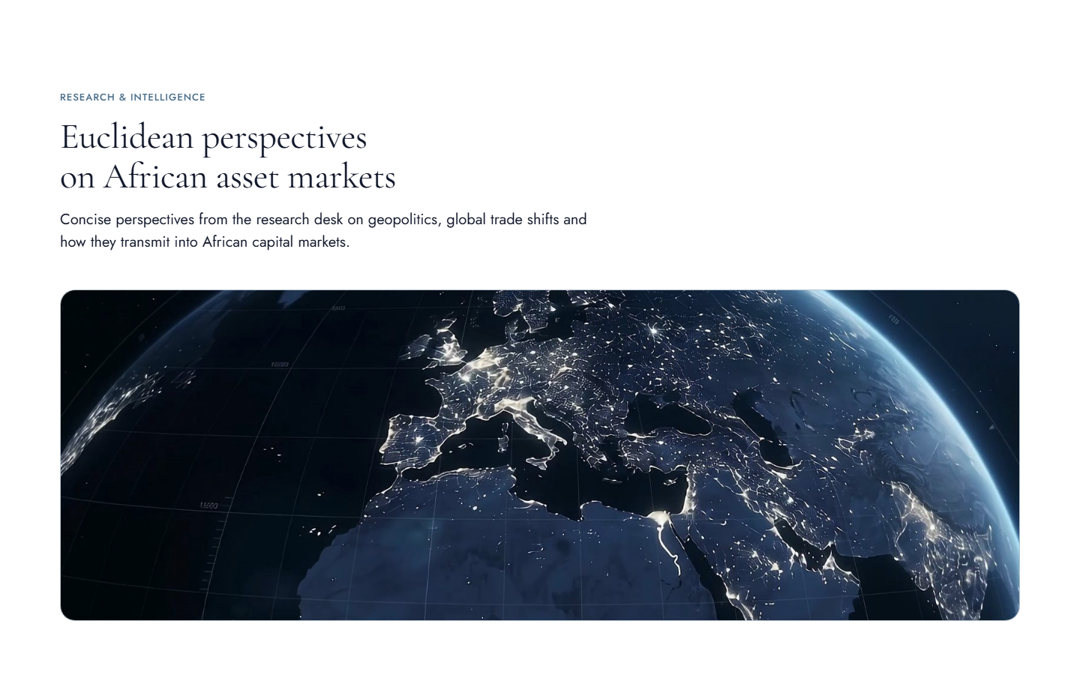 RESEARCH & INTELLIGENCE
Euclidean perspectives
on African asset markets
Concise perspectives from the research desk on geopolitics, global trade shifts and
how they transmit into African capital markets.